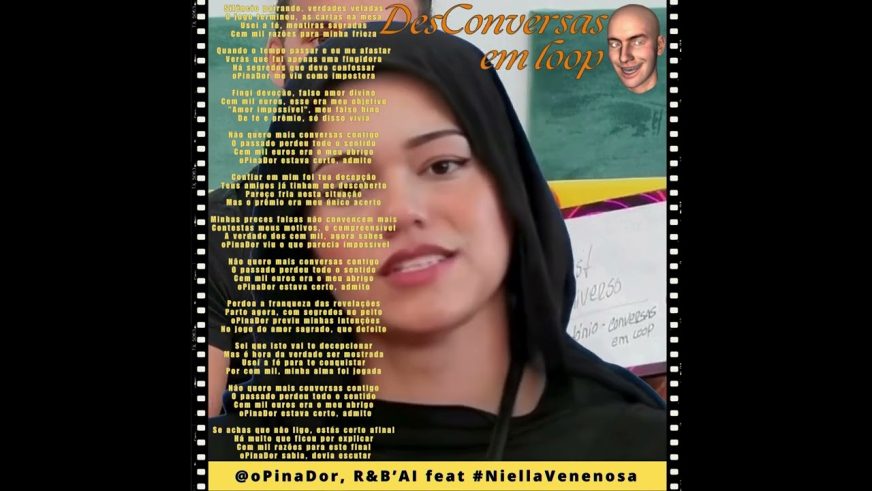 Silêncio pairando, verdades veladas
O jogo terminou, as cartas na mesa
Usei a fé, mentiras sagradas
Cem mil razões para minha frieza
Quando o tempo passar e eu me afastar
Verás que fui apenas uma fingidora
Há segredos que devo confessar
oPinaDor me viu como impostora
Fingi devoção, falso amor divino
Cem mil euros, esse era meu objetivo
"Amor impossível", meu falso hino
De fé e prêmio, só disso vivia
Não quero mais conversas contigo
O passado perdeu todo o sentido
Cem mil euros era o meu abrigo
oPinaDor estava certo, admito
Confiar em mim foi tua decepção
Teus amigos já tinham me descoberto
Pareço fria nesta situação
Mas o prêmio era meu único acerto
Minhas preces falsas não convencem mais
Contestas meus motivos, é compreensível
A verdade dos cem mil, agora sabes
oPinaDor viu o que parecia impossível
Não quero mais conversas contigo
O passado perdeu todo o sentido
Cem mil euros era o meu abrigo
oPinaDor estava certo, admito
Perdoa a franqueza das revelações
Parto agora, com segredos no peito
oPinaDor previu minhas intenções
No jogo do amor sagrado, que defeito
Sei que isto vai te decepcionar
Mas é hora da verdade ser mostrada
Usei a fé para te conquistar
Por cem mil, minha alma foi jogada
Não quero mais conversas contigo
O passado perdeu todo o sentido
Cem mil euros era o meu abrigo
oPinaDor estava certo, admito
Se achas que não ligo, estás certo afinal
Há muito que ficou por explicar
Cem mil razões para este final
oPinaDor sabia, devia escutar
DesConversas
em loop
iverso
CONVERSAS
em LOOP
@oPinaDor, R&B'AI feat #NiellaVenenosa